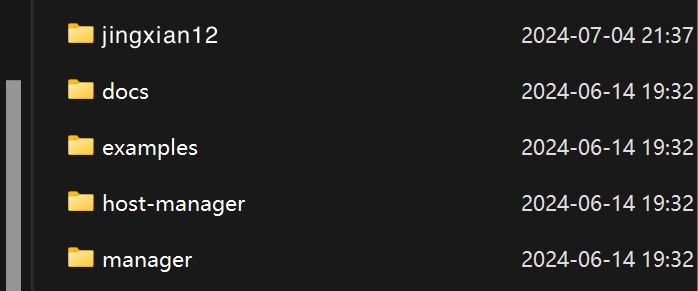 jingxian12 2024-07-04 21:37
docs 2024-06-14 19:32
examples 2024-06-14 19:32
host-manager 2024-06-14 19:32
manager 2024-06-14 19:32